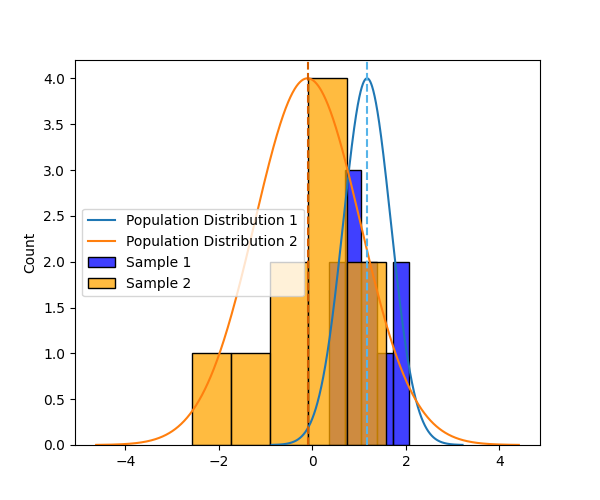 4.0
3.5
3.0
2.5
2.0
1.5
1.0
0.5
0.0
Count
Population Distribution 1
Population Distribution 2
Sample 1
Sample 2
−4 −2 0 2 4